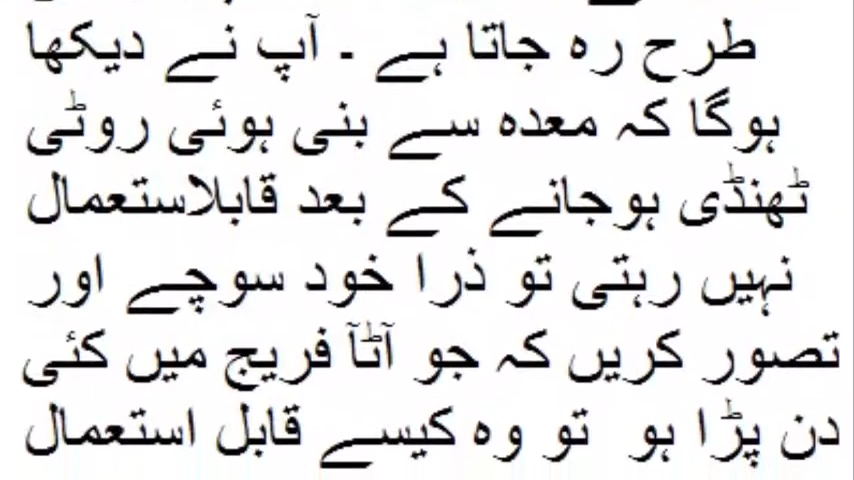 طرح رہ جاتا ہے ۔ آپ نے دیکھا
ہوگا کہ معدہ سے بنی ہوئی روٹی
ٹھنڈی ہوجانے کے بعد قابلاستعمال
نہیں رہتی تو ذرا خود سوچے اور
تصور کریں کہ جو آٹآ فریج میں کئی
دن پڑا ہو تو وہ کیسے قابل استعمال